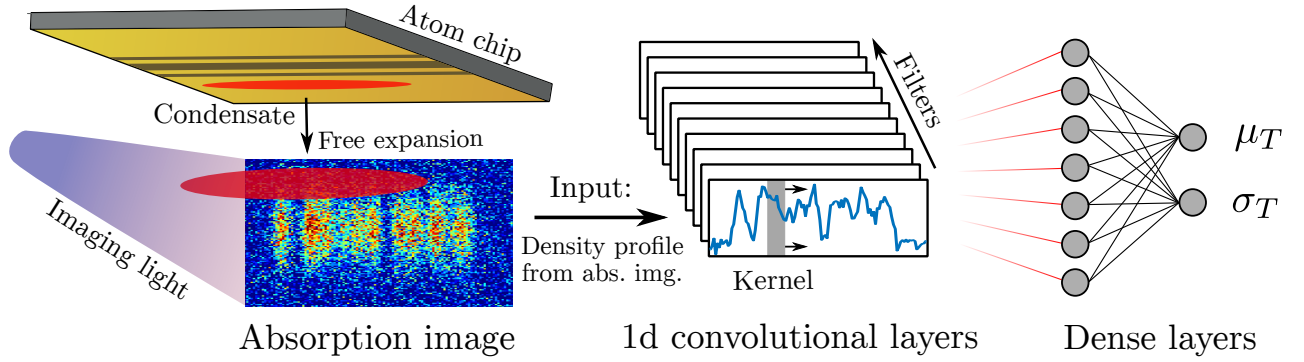 Atom chip
Condensate
Free expansion
Imaging light
Absorption image
Input:
Density profile
from abs. img.
Filters
Kernel
1d convolutional layers
μ_T
σ_T
Dense layers